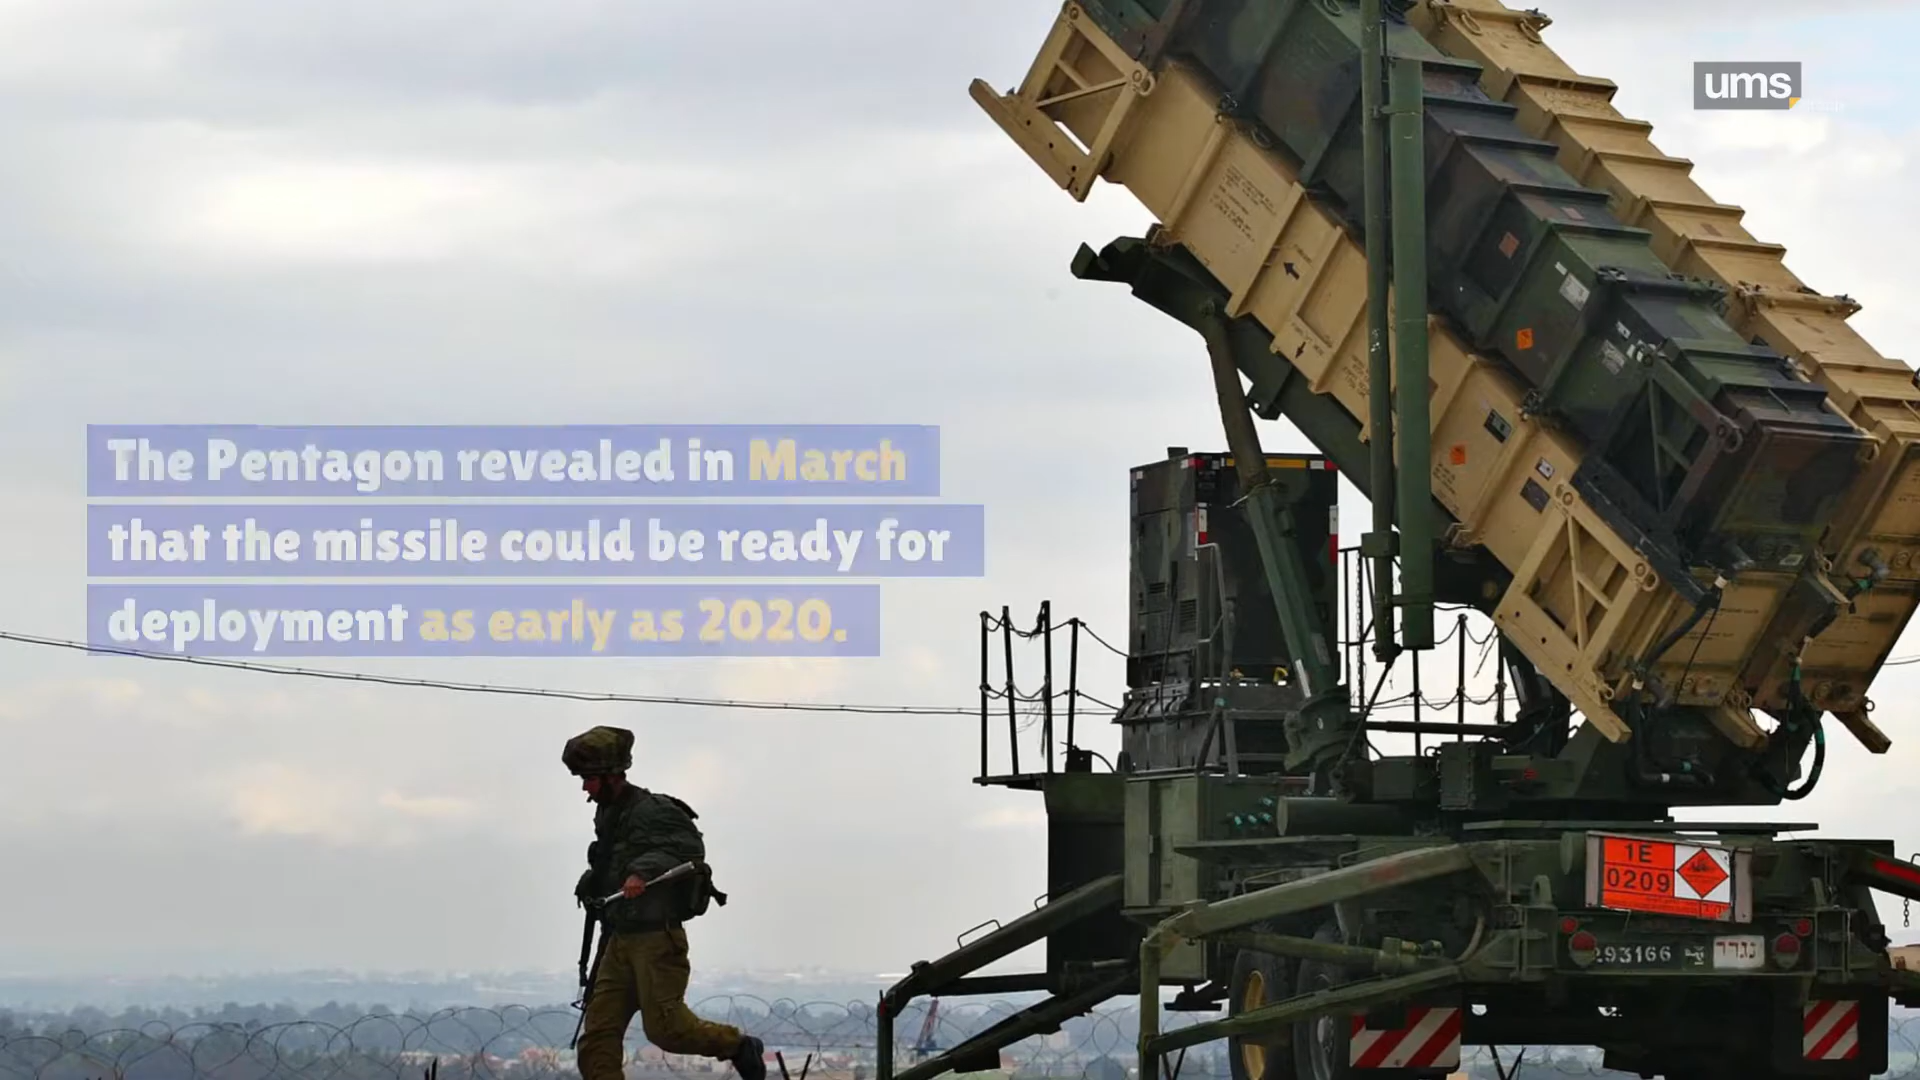 ums
The Pentagon revealed in March
that the missile could be ready for
deployment as early as 2020.
1E
0209
293166
נגרר